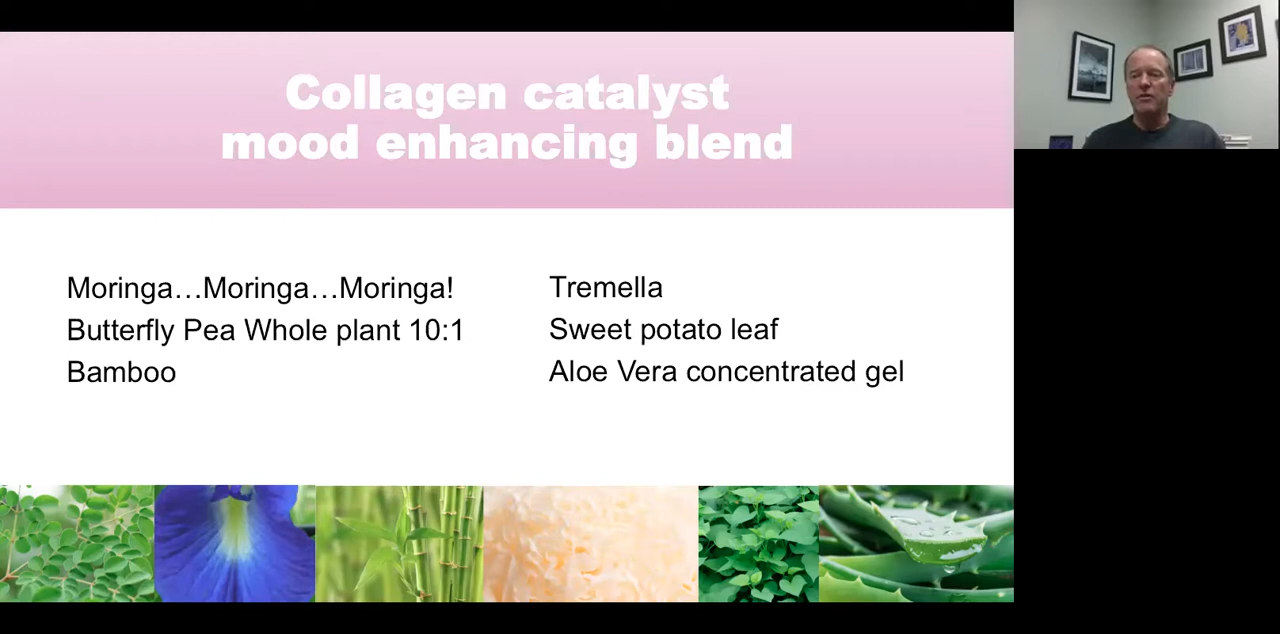 Collagen catalyst
mood enhancing blend
Moringa…Moringa…Moringa!
Butterfly Pea Whole plant 10:1
Bamboo
Tremella
Sweet potato leaf
Aloe Vera concentrated gel